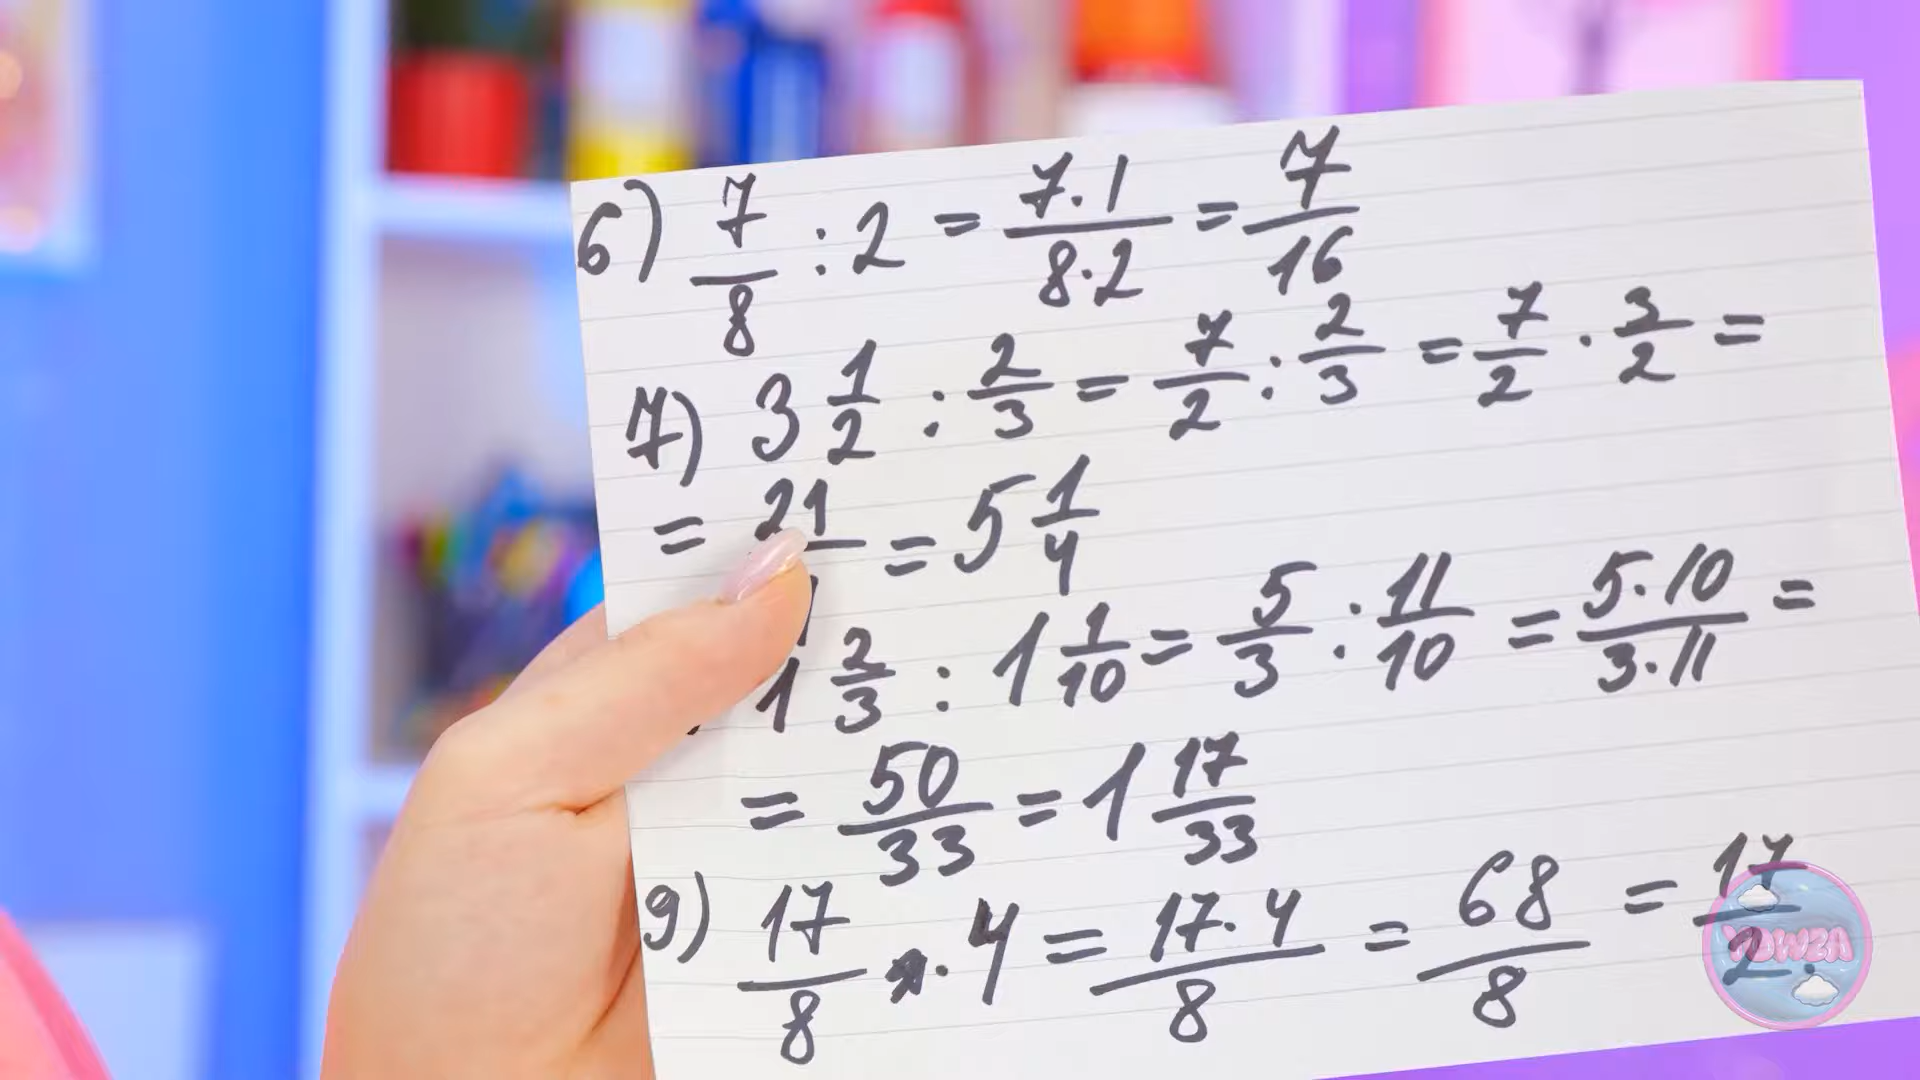 6) 7/8 : 2 = 7·1/8·2 = 7/16
7) 3 1/2 : 2/3 = 7/2 : 2/3 = 7/2 · 3/2 =
= 21/ = 5 1/4
1 2/3 : 1 1/10 = 5/3 : 11/10 = 5·10/3·11 =
= 50/33 = 1 17/33
9) 17/8 · 4 = 17·4/8 = 68/8 = 17/2
YOWZA